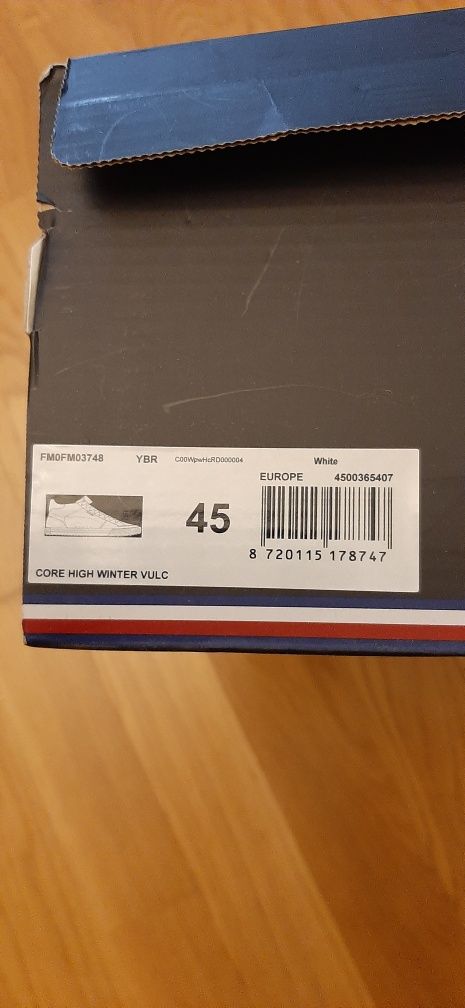 FM0FM03748 YBR C00WpwHcRD000004 White
EUROPE 4500365407
45
8 720115 178747
CORE HIGH WINTER VULC